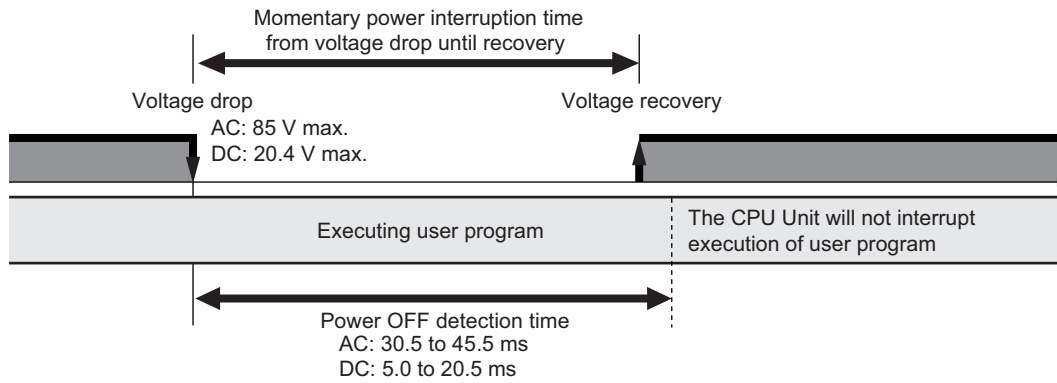 Momentary power interruption time
from voltage drop until recovery
Voltage drop
Voltage recovery
AC: 85 V max.
DC: 20.4 V max.
Executing user program
The CPU Unit will not interrupt
execution of user program
Power OFF detection time
AC: 30.5 to 45.5 ms
DC: 5.0 to 20.5 ms